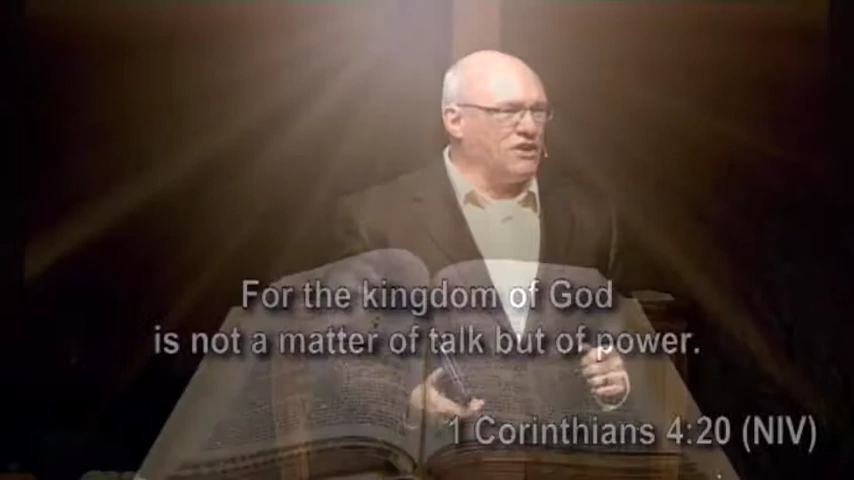 For the kingdom of God
is not a matter of talk but of power.
1 Corinthians 4:20 (NIV)